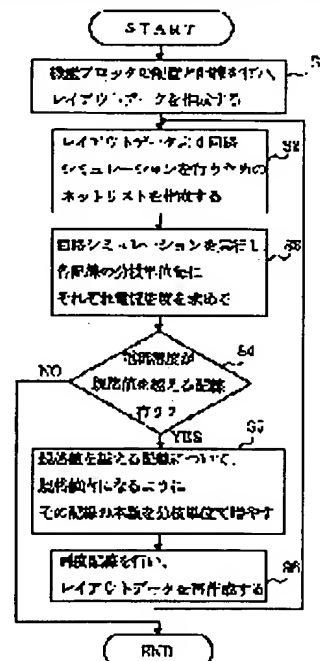 START
機能ブロックの配置と配線を行い、
レイアウトデータを作成する
S2
レイアウトデータより回路
シミュレーションを行うための
ネットリストを作成する
S3
回路シミュレーションを実行し
各配線の分枝単位毎に
それぞれ電流密度を求める
S4
電流密度が
規格値を超える配線
有り?
NO
YES
S5
規格値を越える配線について、
規格値内になるように
その配線の本数を分枝単位で増やす
S6
再度配線を行い、
レイアウトデータを再作成する
END